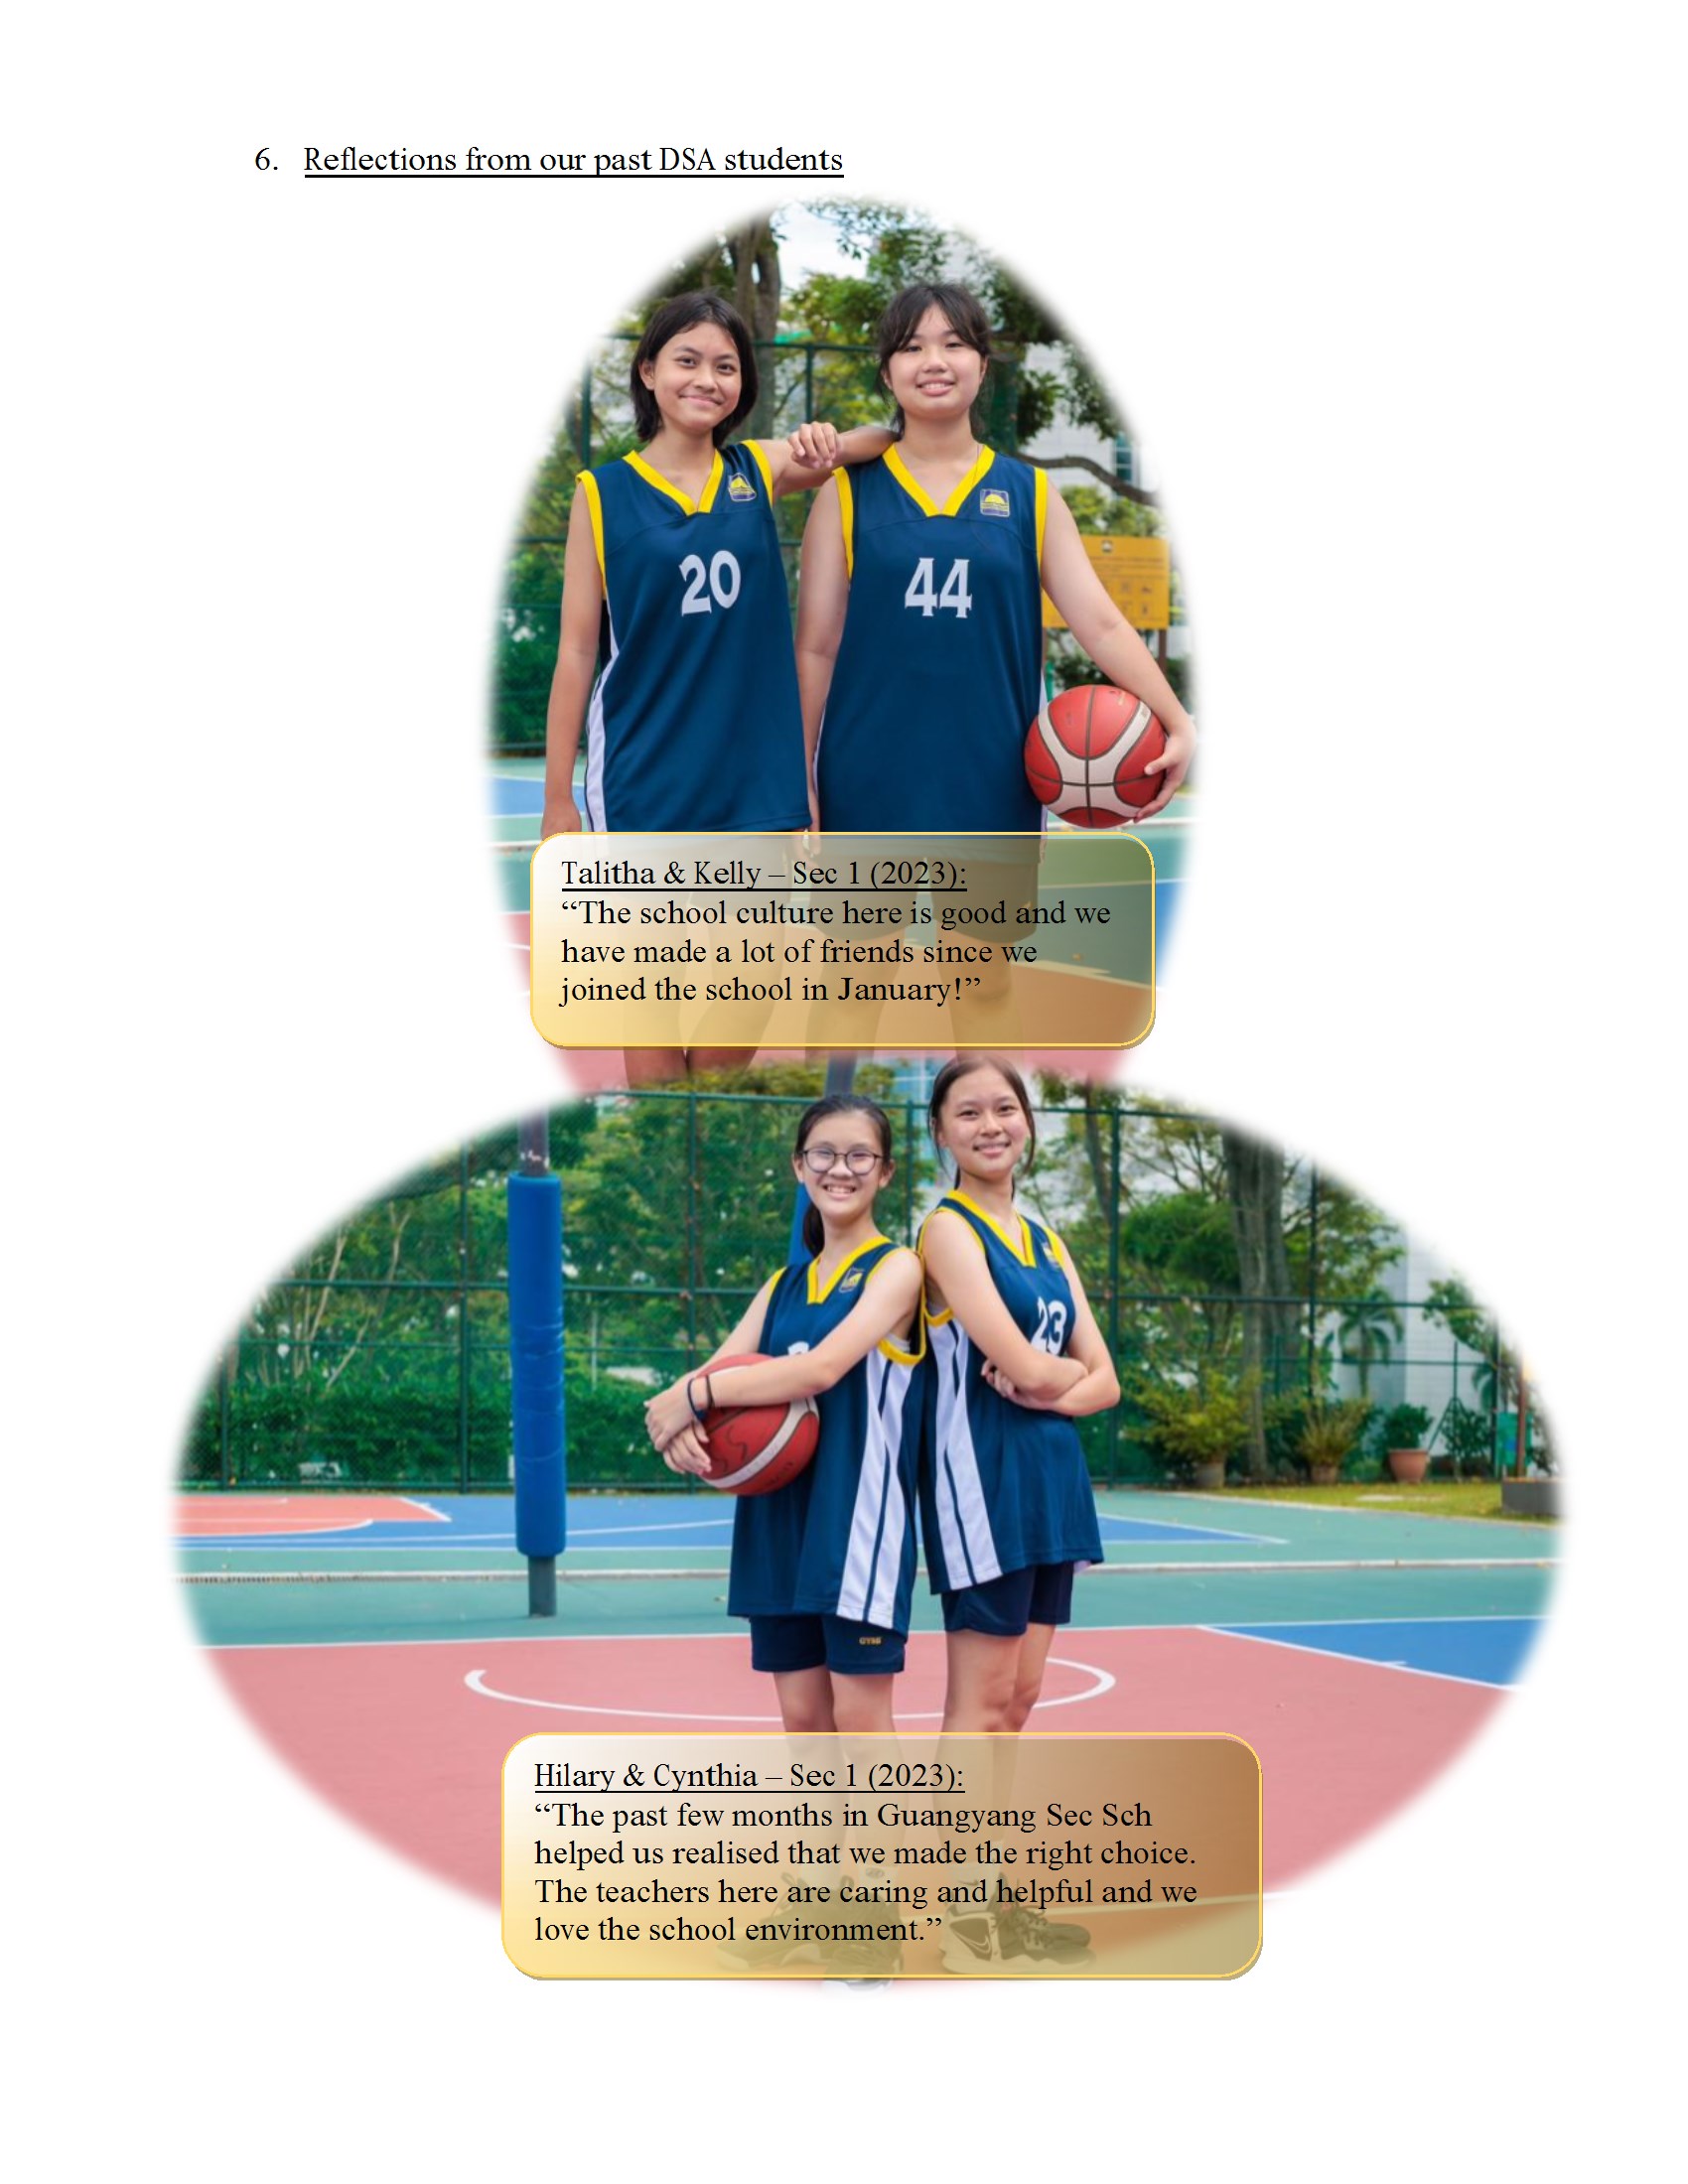 6. Reflections from our past DSA students
20
44
Talitha & Kelly – Sec 1 (2023):
“The school culture here is good and we
have made a lot of friends since we
joined the school in January!”
23
GYSS
Hilary & Cynthia – Sec 1 (2023):
“The past few months in Guangyang Sec Sch
helped us realised that we made the right choice.
The teachers here are caring and helpful and we
love the school environment.”